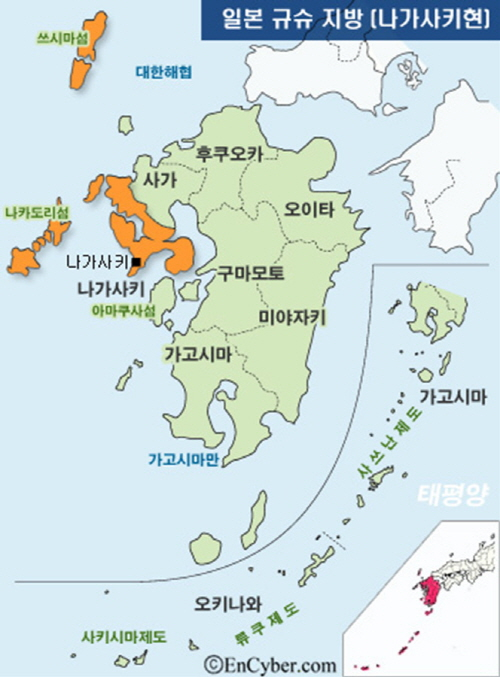 일본 규슈 지방 (나가사키현)
쓰시마섬
대한해협
후쿠오카
사가
나카도리섬
오이타
나가사키
구마모토
나가사키
아마쿠사섬
미야자키
가고시마
가고시마
가고시마만
사쓰난제도
태평양
오키나와
류쿠제도
사키시마제도
©EnCyber.com